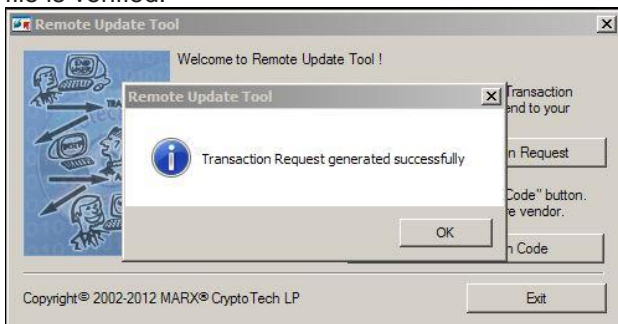 file is verified.
Remote Update Tool
Welcome to Remote Update Tool !
Transaction
end to your
Remote Update Tool
Transaction Request generated successfully
Request
Code" button.
vendor.
OK
Code
Copyright© 2002-2012 MARX® CryptoTech LP
Exit